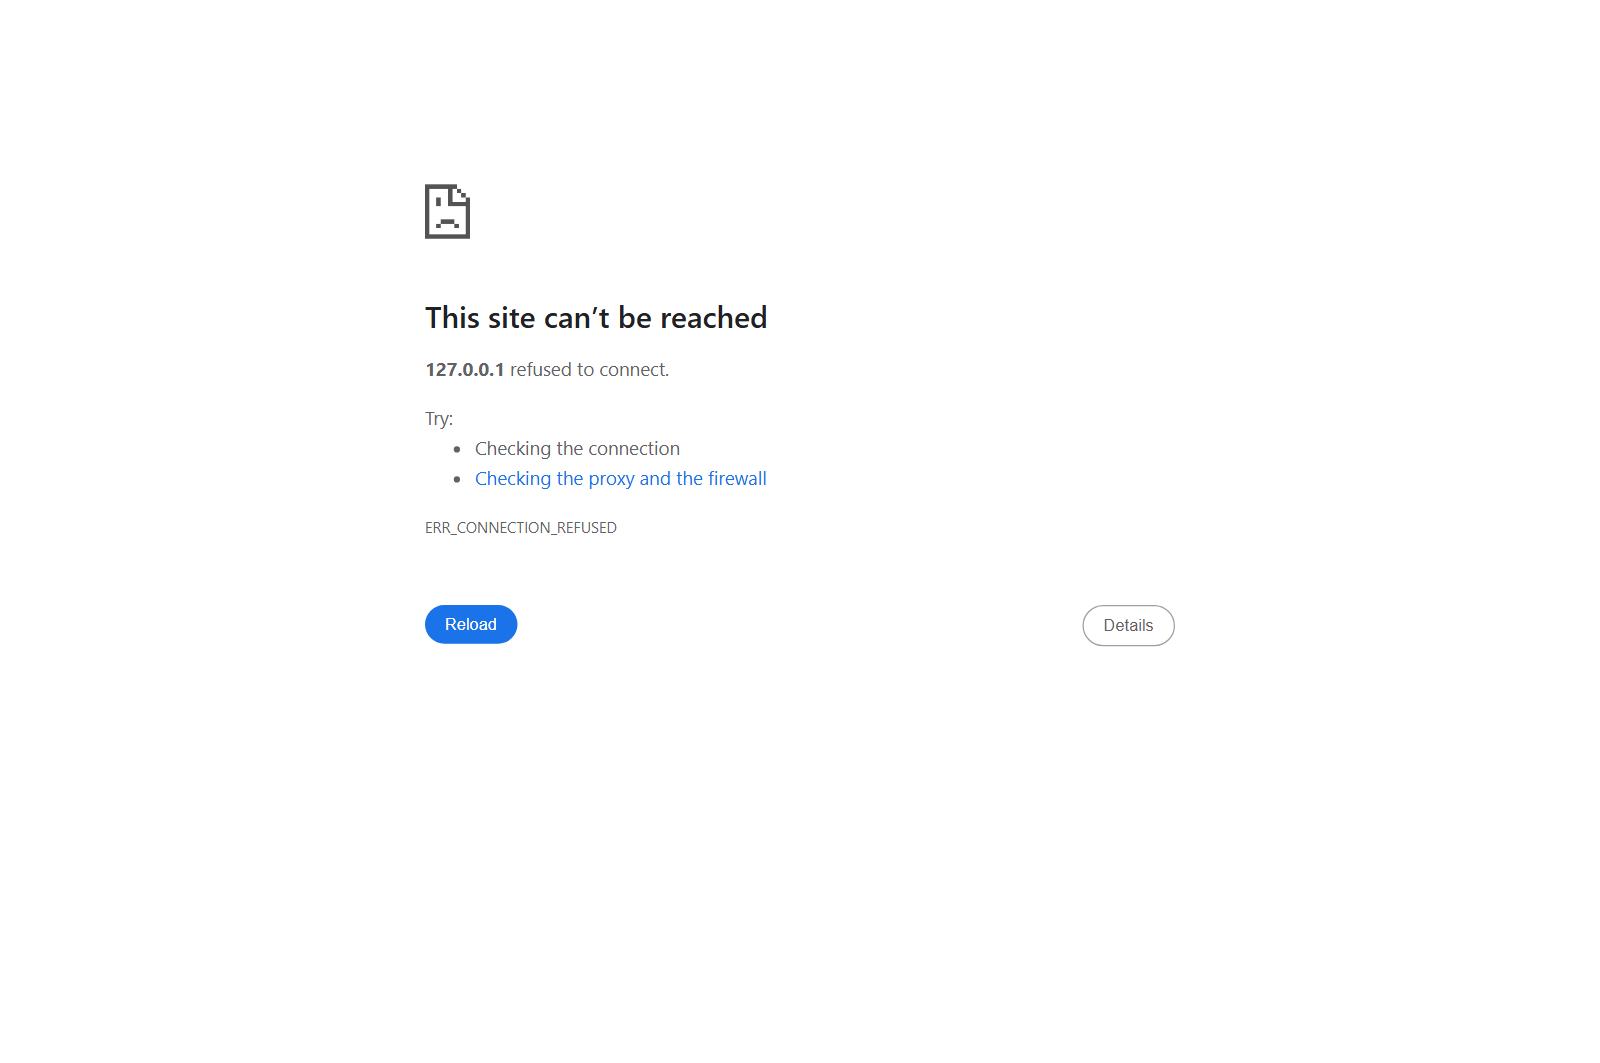 This site can’t be reached
127.0.0.1 refused to connect.
Try:
Checking the connection
Checking the proxy and the firewall
ERR_CONNECTION_REFUSED
Reload
Details